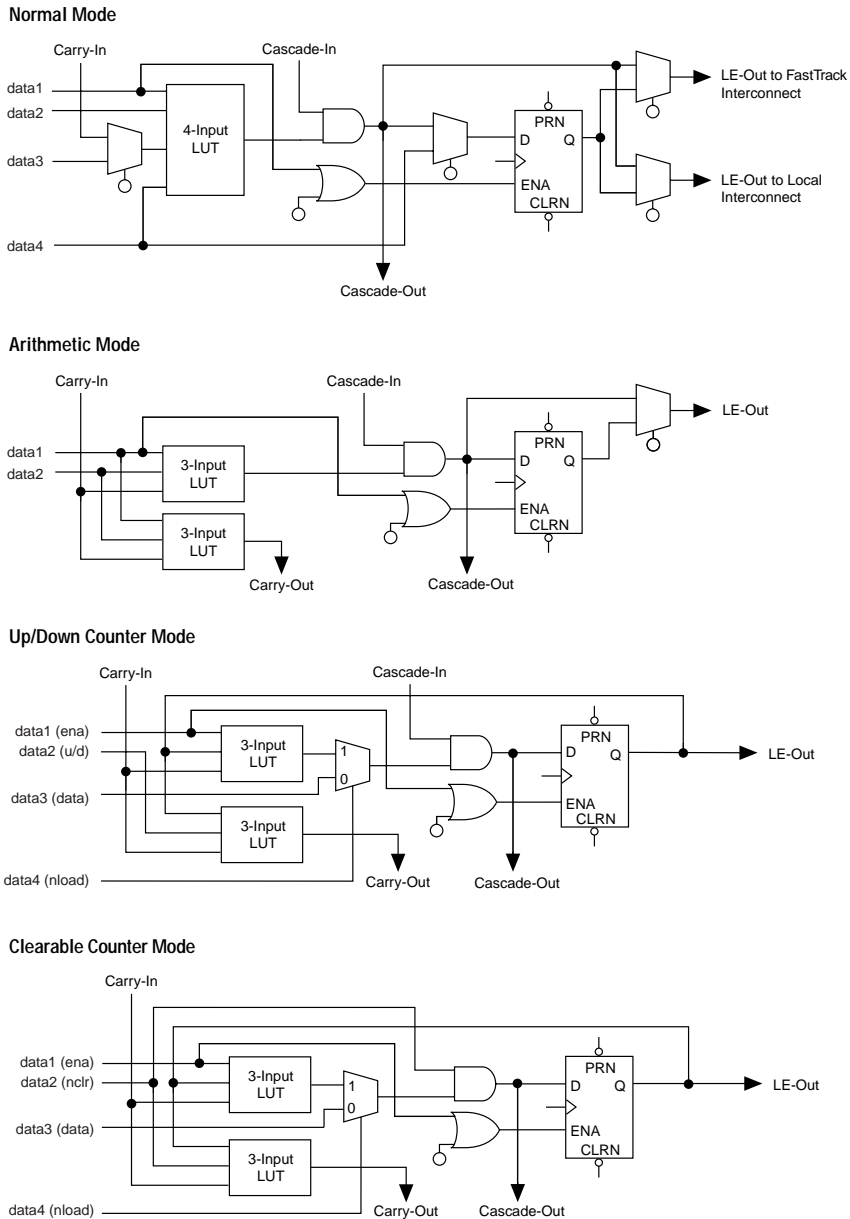 Normal Mode
Carry-In
Cascade-In
data1
data2
data3
data4
4-Input
LUT
PRN
D
Q
ENA
CLRN
LE-Out to FastTrack
Interconnect
LE-Out to Local
Interconnect
Cascade-Out
Arithmetic Mode
Carry-In
Cascade-In
data1
data2
3-Input
LUT
3-Input
LUT
PRN
D
Q
ENA
CLRN
LE-Out
Carry-Out
Cascade-Out
Up/Down Counter Mode
Carry-In
Cascade-In
data1 (ena)
data2 (u/d)
data3 (data)
data4 (nload)
3-Input
LUT
1
0
3-Input
LUT
PRN
D
Q
ENA
CLRN
LE-Out
Carry-Out
Cascade-Out
Clearable Counter Mode
Carry-In
data1 (ena)
data2 (nclr)
data3 (data)
data4 (nload)
3-Input
LUT
1
0
3-Input
LUT
PRN
D
Q
ENA
CLRN
LE-Out
Carry-Out
Cascade-Out